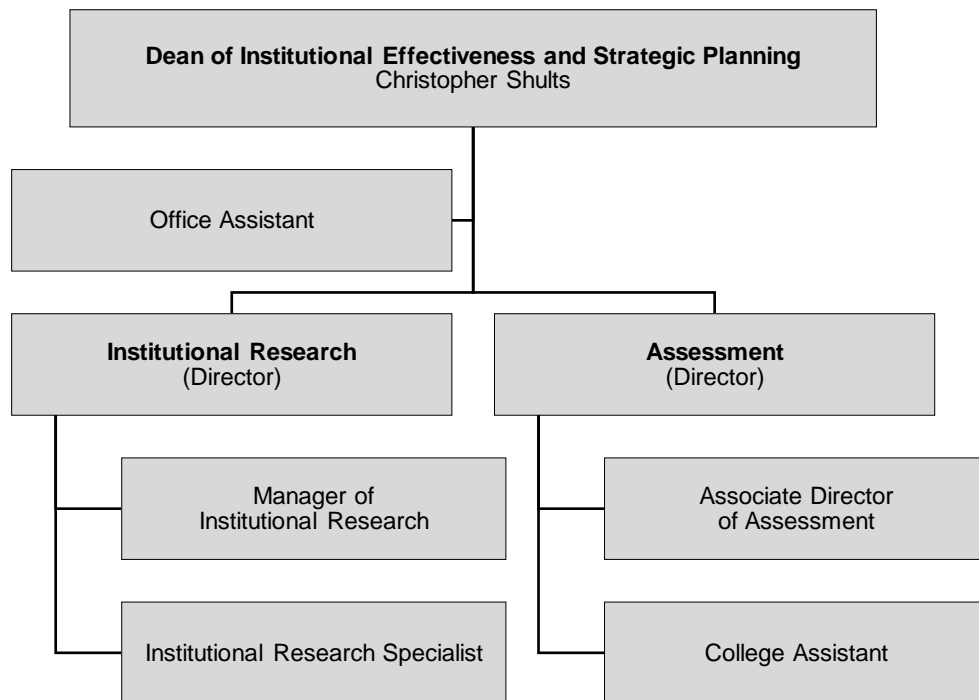 Dean of Institutional Effectiveness and Strategic Planning
Christopher Shults
Office Assistant
Institutional Research
(Director)
Assessment
(Director)
Manager of
Institutional Research
Associate Director
of Assessment
Institutional Research Specialist
College Assistant